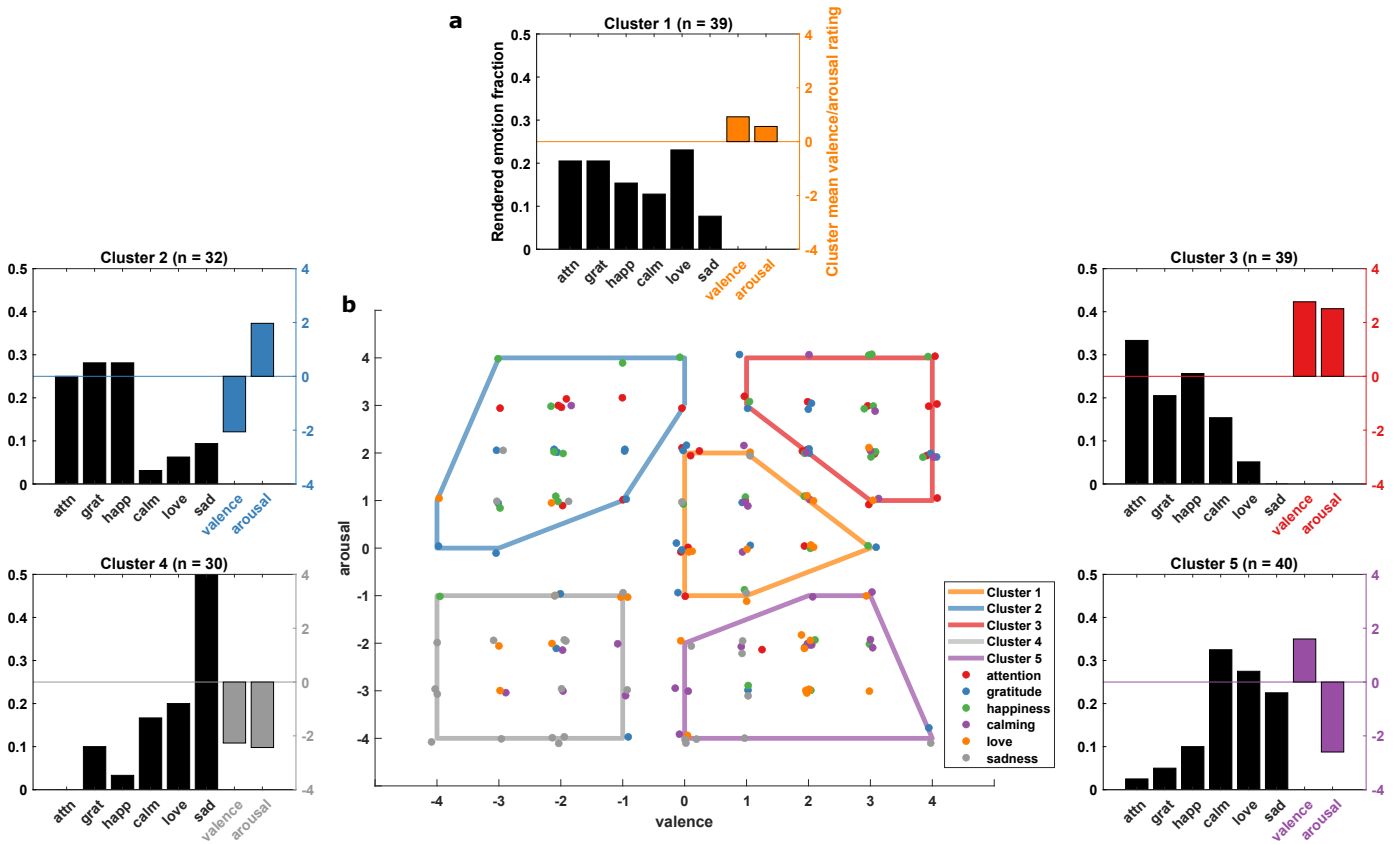 a
Cluster 1 (n = 39)
Rendered emotion fraction
0.5
0.4
0.3
0.2
0.1
0
4
2
0
-2
-4
Cluster mean valence/arousal rating
attn grat happ calm love sad valence arousal
Cluster 2 (n = 32)
0.5
0.4
0.3
0.2
0.1
0
4
2
0
-2
-4
attn grat happ calm love sad valence arousal
Cluster 3 (n = 39)
0.5
0.4
0.3
0.2
0.1
0
4
2
0
-2
-4
attn grat happ calm love sad valence arousal
b
arousal
4
3
2
1
0
-1
-2
-3
-4
-4 -3 -2 -1 0 1 2 3 4
valence
Cluster 1
Cluster 2
Cluster 3
Cluster 4
Cluster 5
attention
gratitude
happiness
calming
love
sadness
Cluster 4 (n = 30)
0.5
0.4
0.3
0.2
0.1
0
4
2
0
-2
-4
attn grat happ calm love sad valence arousal
Cluster 5 (n = 40)
0.5
0.4
0.3
0.2
0.1
0
4
2
0
-2
-4
attn grat happ calm love sad valence arousal